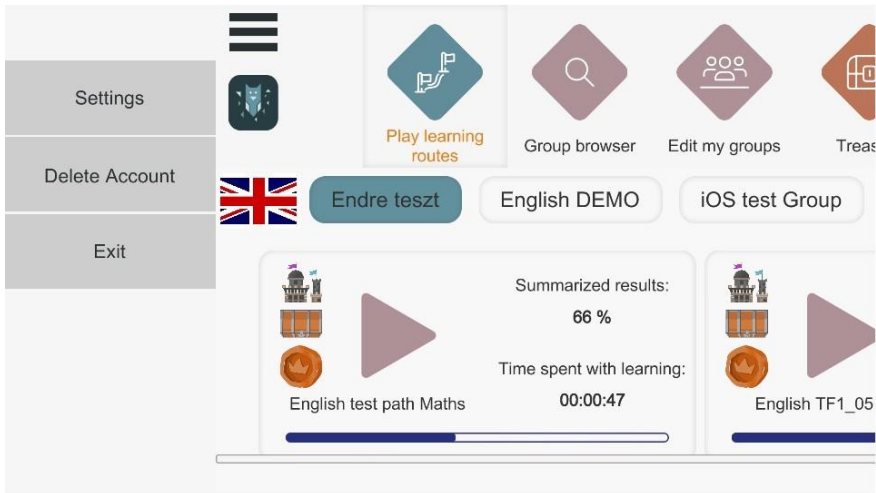 Settings
Delete Account
Exit
Play learning
routes
Group browser
Edit my groups
Treas
Endre teszt
English DEMO
iOS test Group
Summarized results:
66 %
Time spent with learning:
00:00:47
English test path Maths
English TF1_05